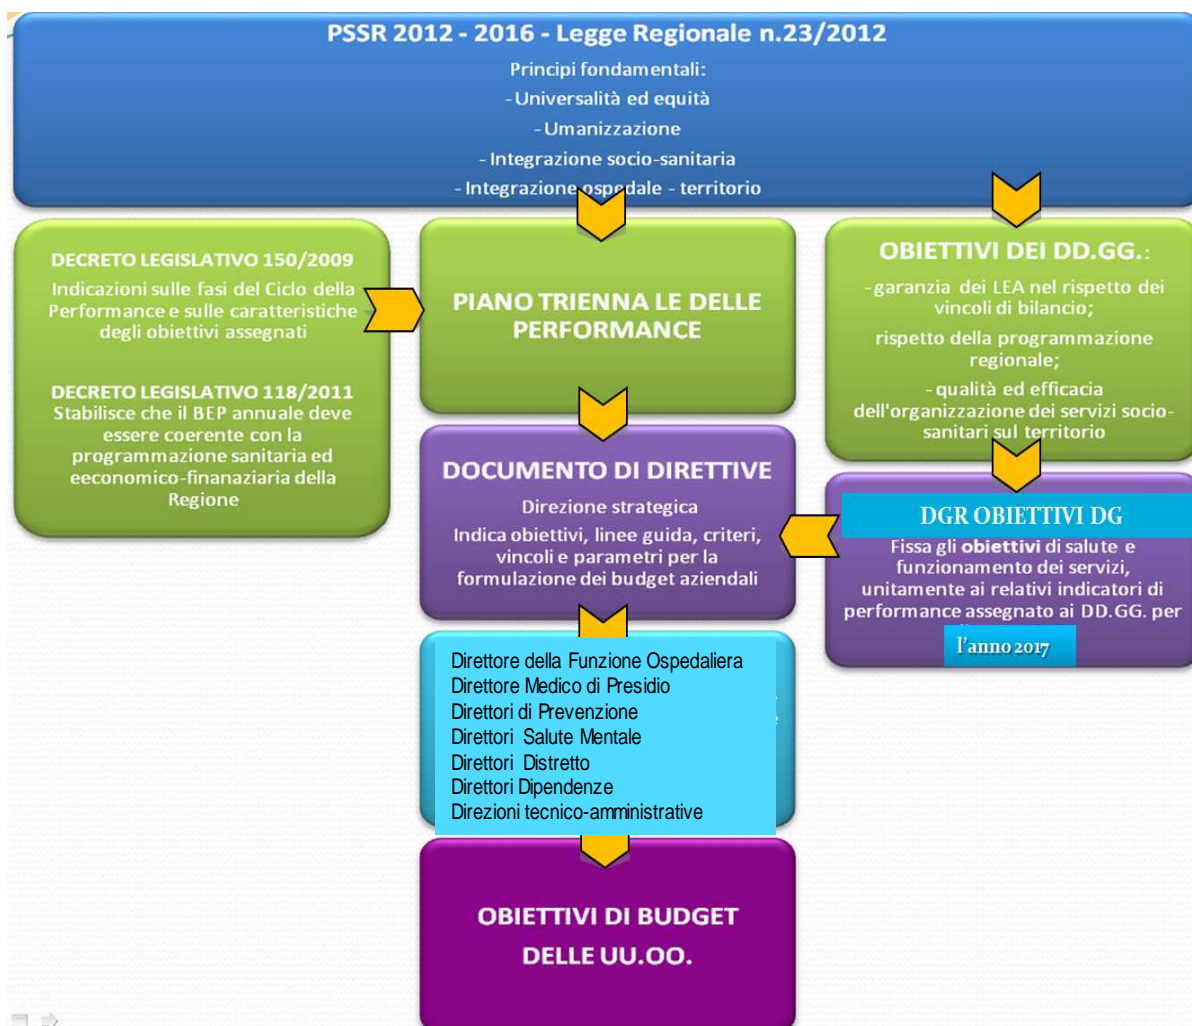 PSSR 2012 - 2016 - Legge Regionale n.23/2012
Principi fondamentali:
- Universalità ed equità
- Umanizzazione
- Integrazione socio-sanitaria
- Integrazione ospedale - territorio
DECRETO LEGISLATIVO 150/2009
Indicazioni sulle fasi del Ciclo della
Performance e sulle caratteristiche
degli obiettivi assegnati
DECRETO LEGISLATIVO 118/2011
Stabilisce che il BEP annuale deve
essere coerente con la
programmazione sanitaria ed
eeconomico-finanaziaria della
Regione
PIANO TRIENNA LE DELLE
PERFORMANCE
OBIETTIVI DEI DD.GG.:
-garanzia dei LEA nel rispetto dei
vincoli di bilancio;
rispetto della programmazione
regionale;
- qualità ed efficacia
dell'organizzazione dei servizi socio-
sanitari sul territorio
DOCUMENTO DI DIRETTIVE
Direzione strategica
Indica obiettivi, linee guida, criteri,
vincoli e parametri per la
formulazione dei budget aziendali
DGR OBIETTIVI DG
Fissa gli obiettivi di salute e
funzionamento dei servizi,
unitamente ai relativi indicatori di
performance assegnato ai DD.GG. per
l'anno 2017
Direttore della Funzione Ospedaliera
Direttore Medico di Presidio
Direttori di Prevenzione
Direttori Salute Mentale
Direttori Distretto
Direttori Dipendenze
Direzioni tecnico-amministrative
OBIETTIVI DI BUDGET
DELLE UU.OO.